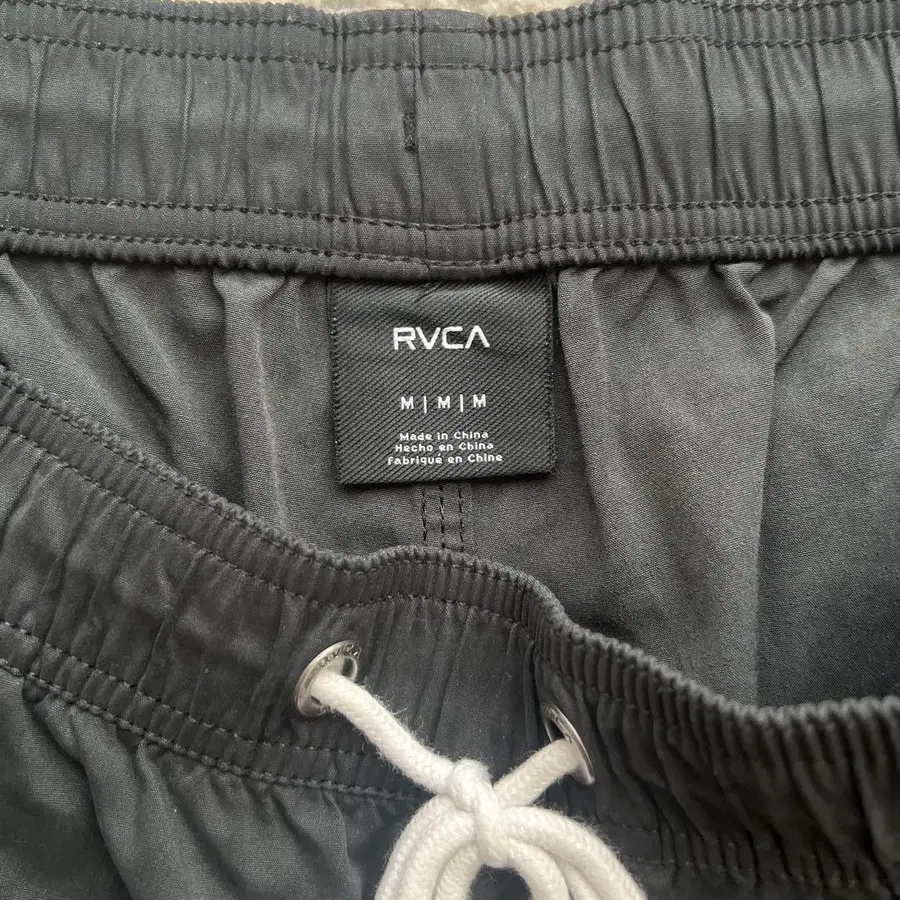 RVCA
M | M | M
Made in China
Hecho en China
Fabriqué en Chine